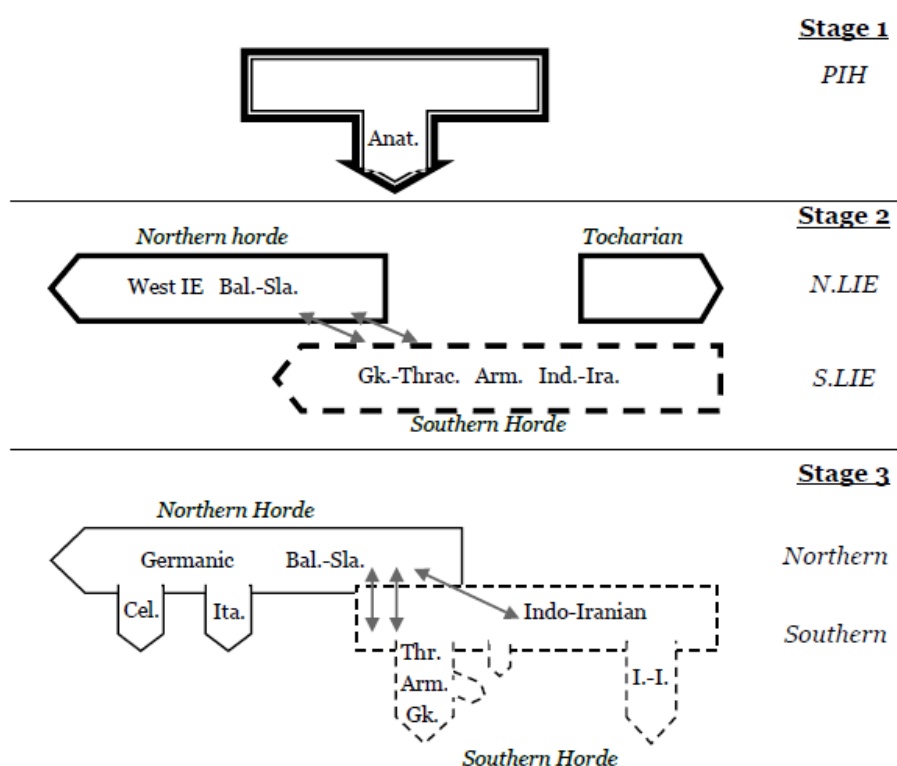 Stage 1
PIH
Anat.
Stage 2
Northern horde
Tocharian
West IE Bal.-Sla.
N.LIE
Gk.-Thrac. Arm. Ind.-Ira.
S.LIE
Southern Horde
Stage 3
Northern Horde
Germanic Bal.-Sla.
Northern
Cel. Ita.
Indo-Iranian
Southern
Thr.
Arm.
Gk.
I.-I.
Southern Horde